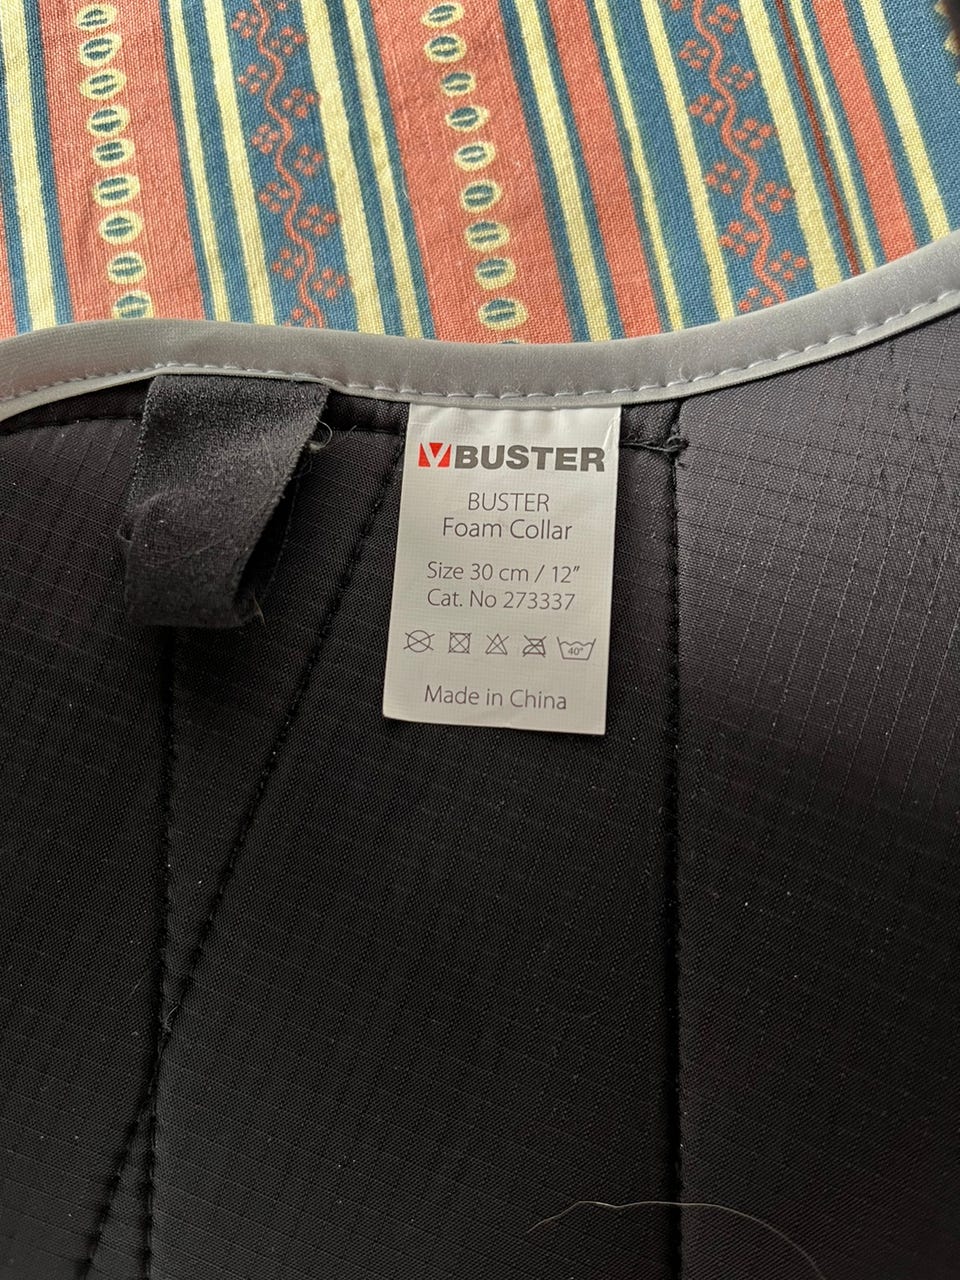 BUSTER
BUSTER
Foam Collar
Size 30 cm / 12”
Cat. No 273337
40°
Made in China